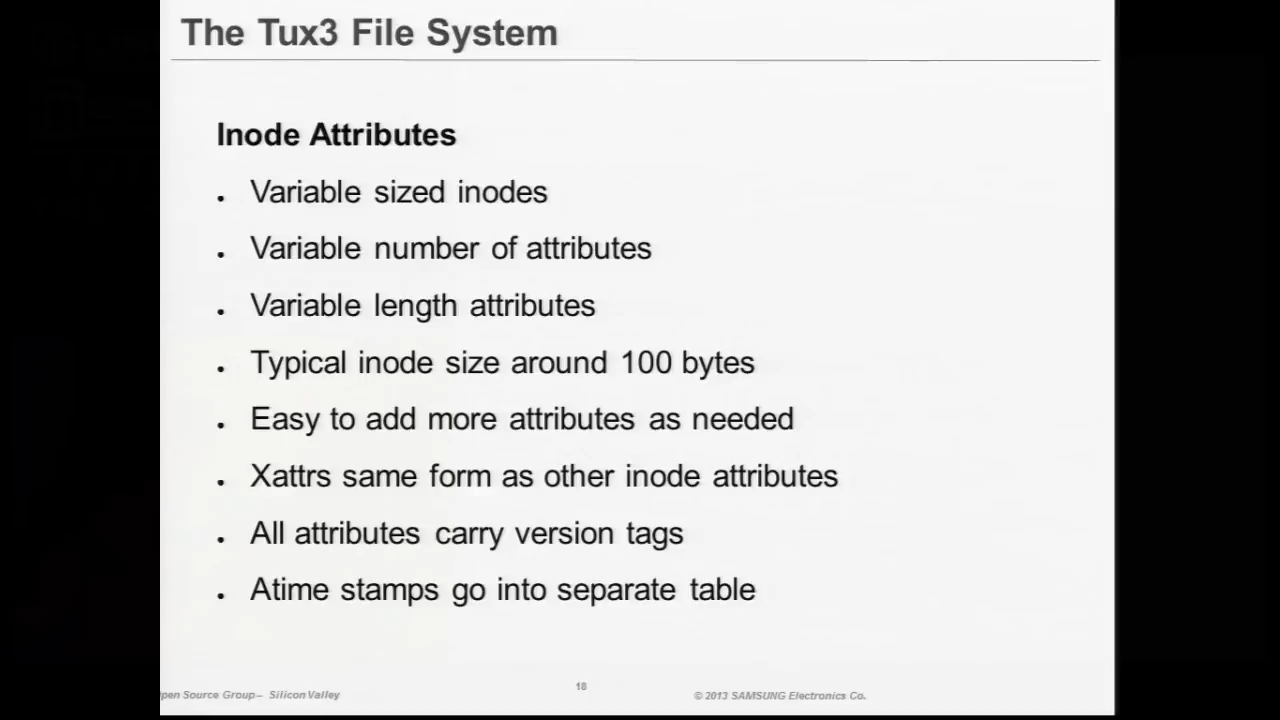 The Tux3 File System
Inode Attributes
. Variable sized inodes
. Variable number of attributes
. Variable length attributes
. Typical inode size around 100 bytes
. Easy to add more attributes as needed
. Xattrs same form as other inode attributes
. All attributes carry version tags
. Atime stamps go into separate table
pen Source Group– Silicon Valley
18
© 2013 SAMSUNG Electronics Co.